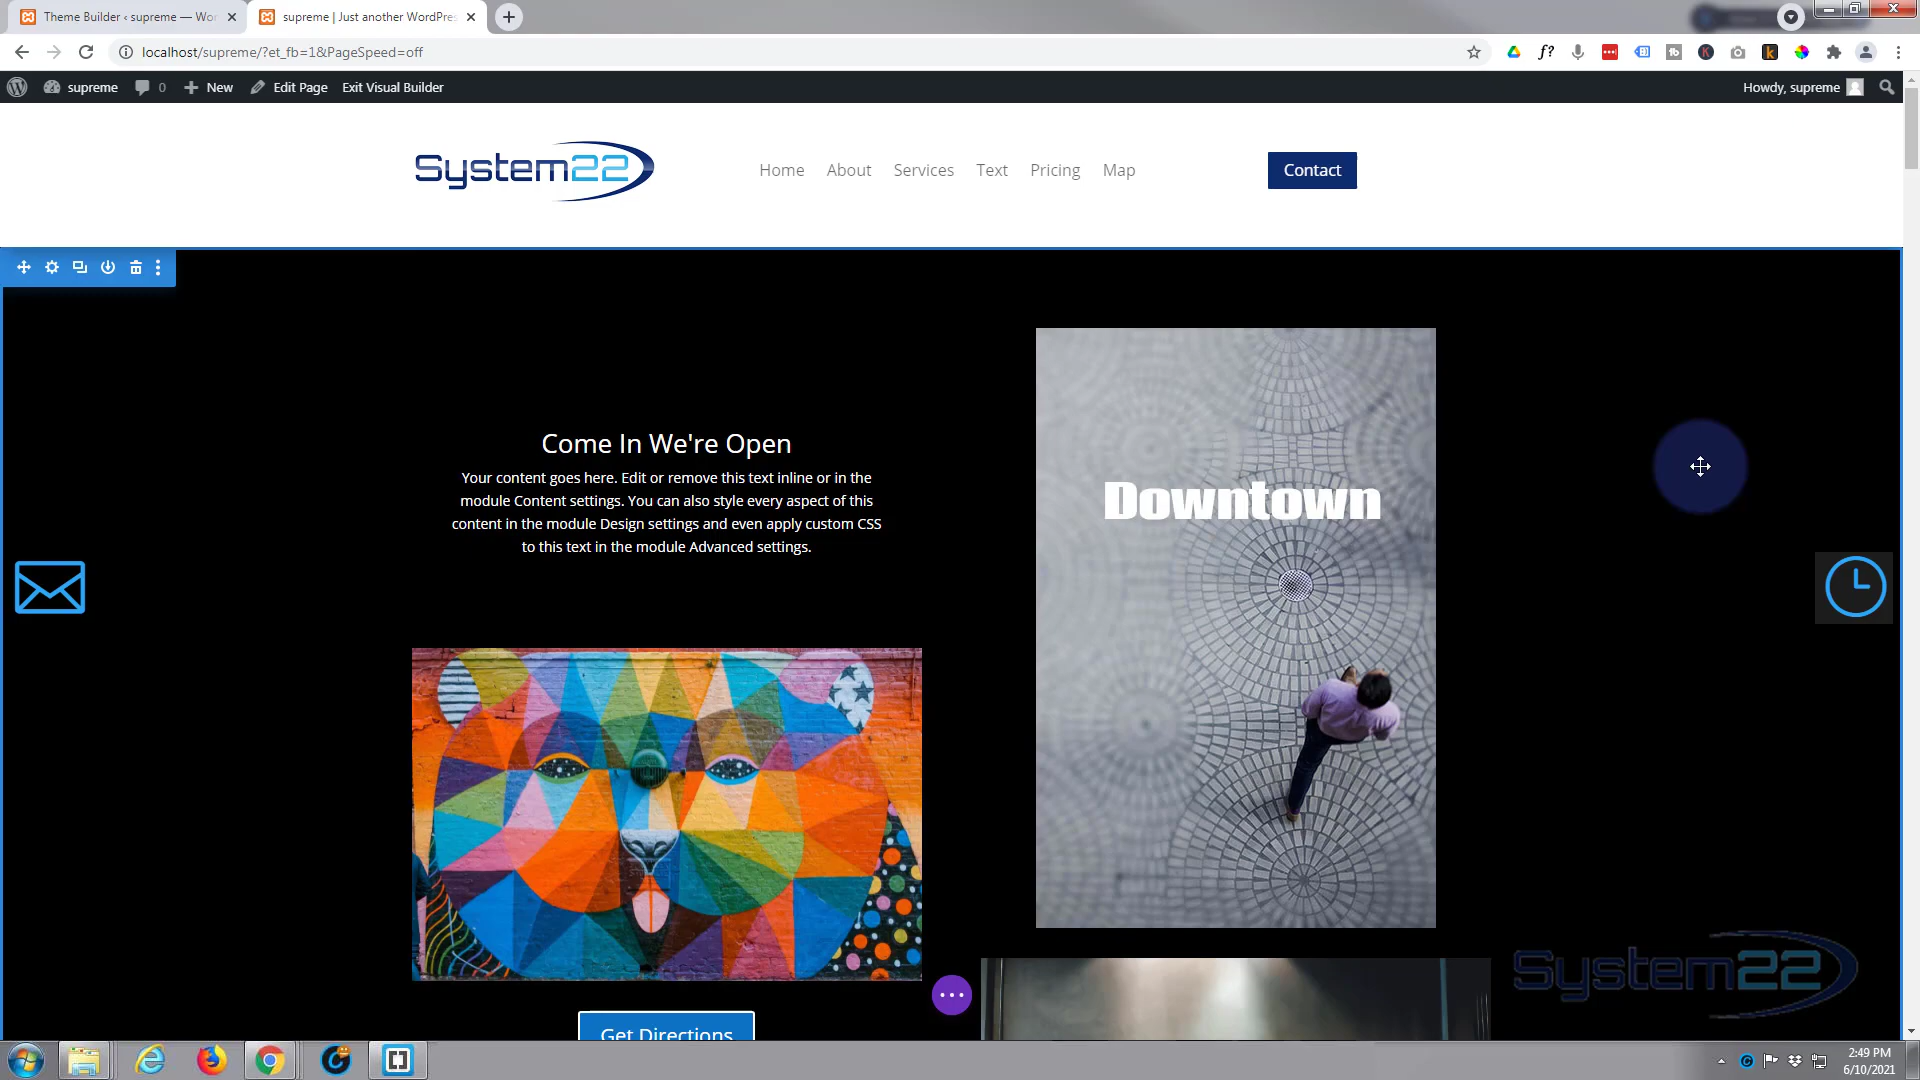 Theme Builder ‹ supreme — Wor
supreme | Just another WordPres
localhost/supreme/?et_fb=1&PageSpeed=off
supreme
0
New
Edit Page
Exit Visual Builder
Howdy, supreme
System22
Home
About
Services
Text
Pricing
Map
Contact
Come In We're Open
Your content goes here. Edit or remove this text inline or in the
module Content settings. You can also style every aspect of this
content in the module Design settings and even apply custom CSS
to this text in the module Advanced settings.
Downtown
Get Directions
System22
2:49 PM
6/10/2021